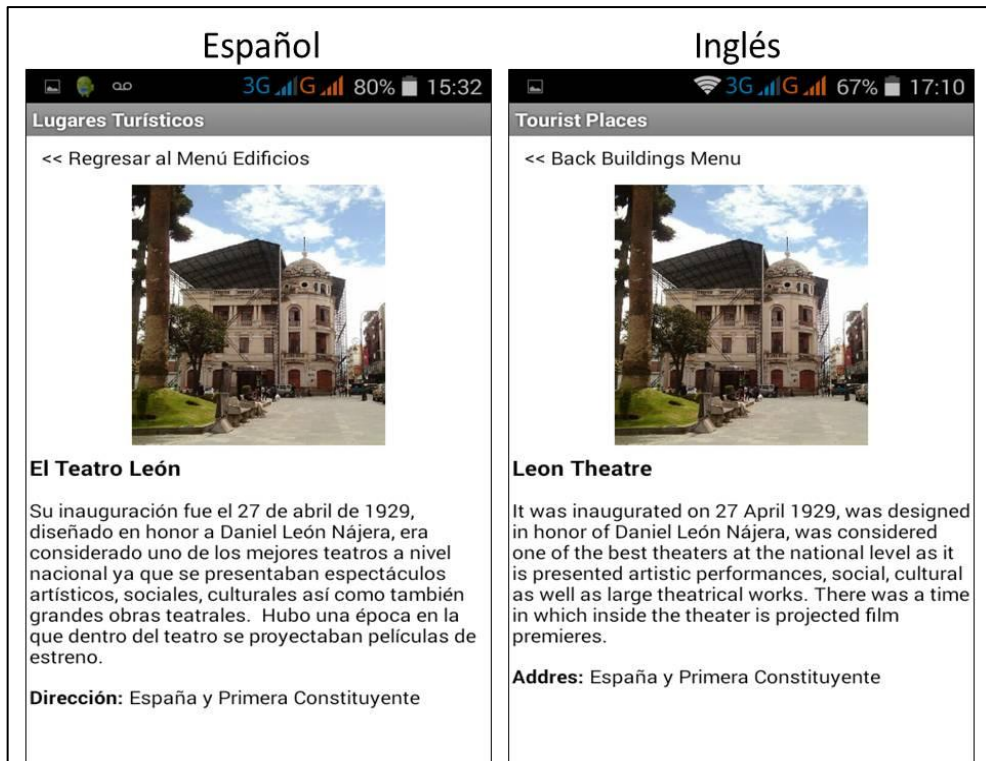 Español
3G G 80% 15:32
Lugares Turísticos
<< Regresar al Menú Edificios
El Teatro León
Su inauguración fue el 27 de abril de 1929,
diseñado en honor a Daniel León Nájera, era
considerado uno de los mejores teatros a nivel
nacional ya que se presentaban espectáculos
artísticos, sociales, culturales así como también
grandes obras teatrales.  Hubo una época en la
que dentro del teatro se proyectaban películas de
estreno.
Dirección: España y Primera Constituyente
Inglés
3G G 67% 17:10
Tourist Places
<< Back Buildings Menu
Leon Theatre
It was inaugurated on 27 April 1929, was designed
in honor of Daniel León Nájera, was considered
one of the best theaters at the national level as it
is presented artistic performances, social, cultural
as well as large theatrical works. There was a time
in which inside the theater is projected film
premieres.
Addres: España y Primera Constituyente